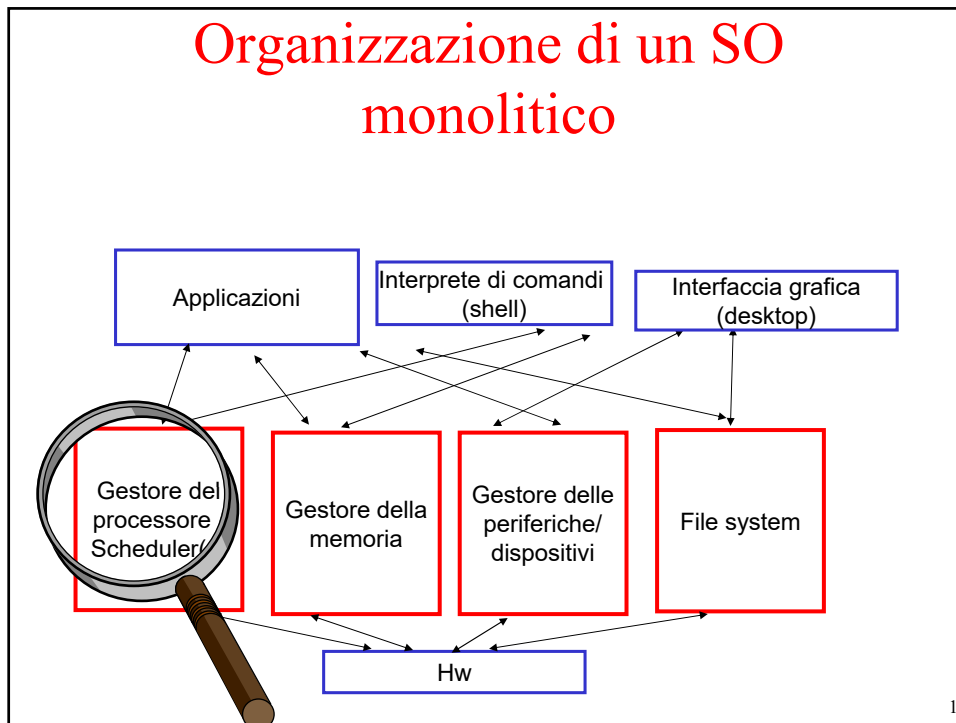 Organizzazione di un SO
monolitico
Applicazioni
Interprete di comandi
(shell)
Interfaccia grafica
(desktop)
Gestore del
processore
Scheduler(
Gestore della
memoria
Gestore delle
periferiche/
dispositivi
File system
Hw
1